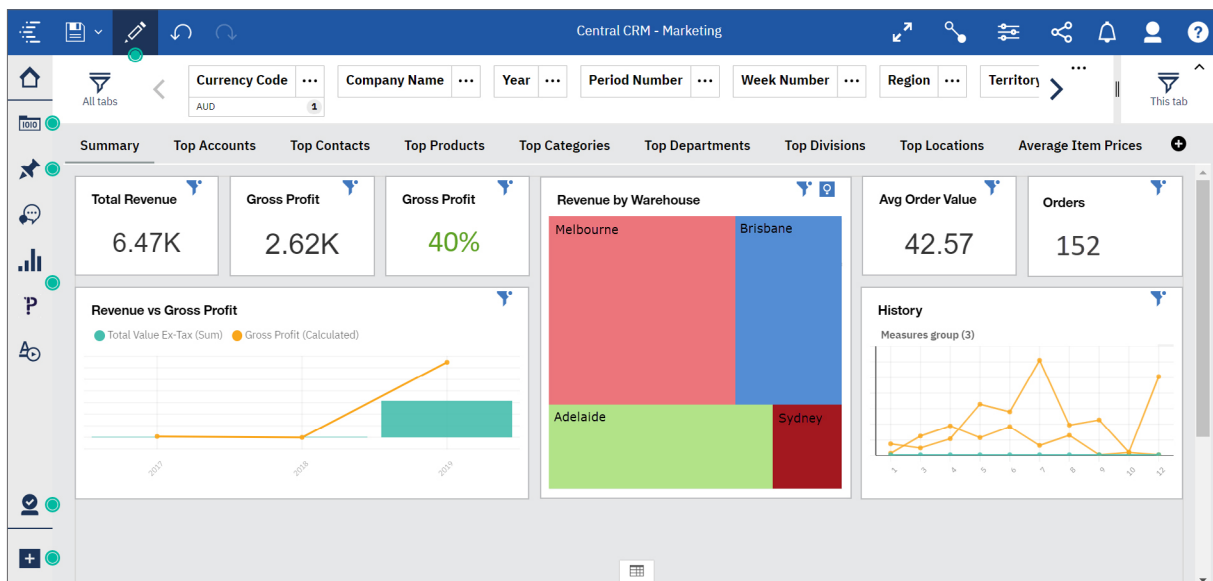 Central CRM - Marketing
?
All tabs
Currency Code ...
AUD 1
Company Name ...
Year ...
Period Number ...
Week Number ...
Region ...
Territory ...
This tab
1010
Summary
Top Accounts
Top Contacts
Top Products
Top Categories
Top Departments
Top Divisions
Top Locations
Average Item Prices
Total Revenue
6.47K
Gross Profit
2.62K
Gross Profit
40%
Revenue by Warehouse
Melbourne
Brisbane
Adelaide
Sydney
Avg Order Value
42.57
Orders
152
Revenue vs Gross Profit
Total Value Ex-Tax (Sum) Gross Profit (Calculated)
2017 2018 2019
History
Measures group (3)
1 3 4 5 6 7 8 9 10 12